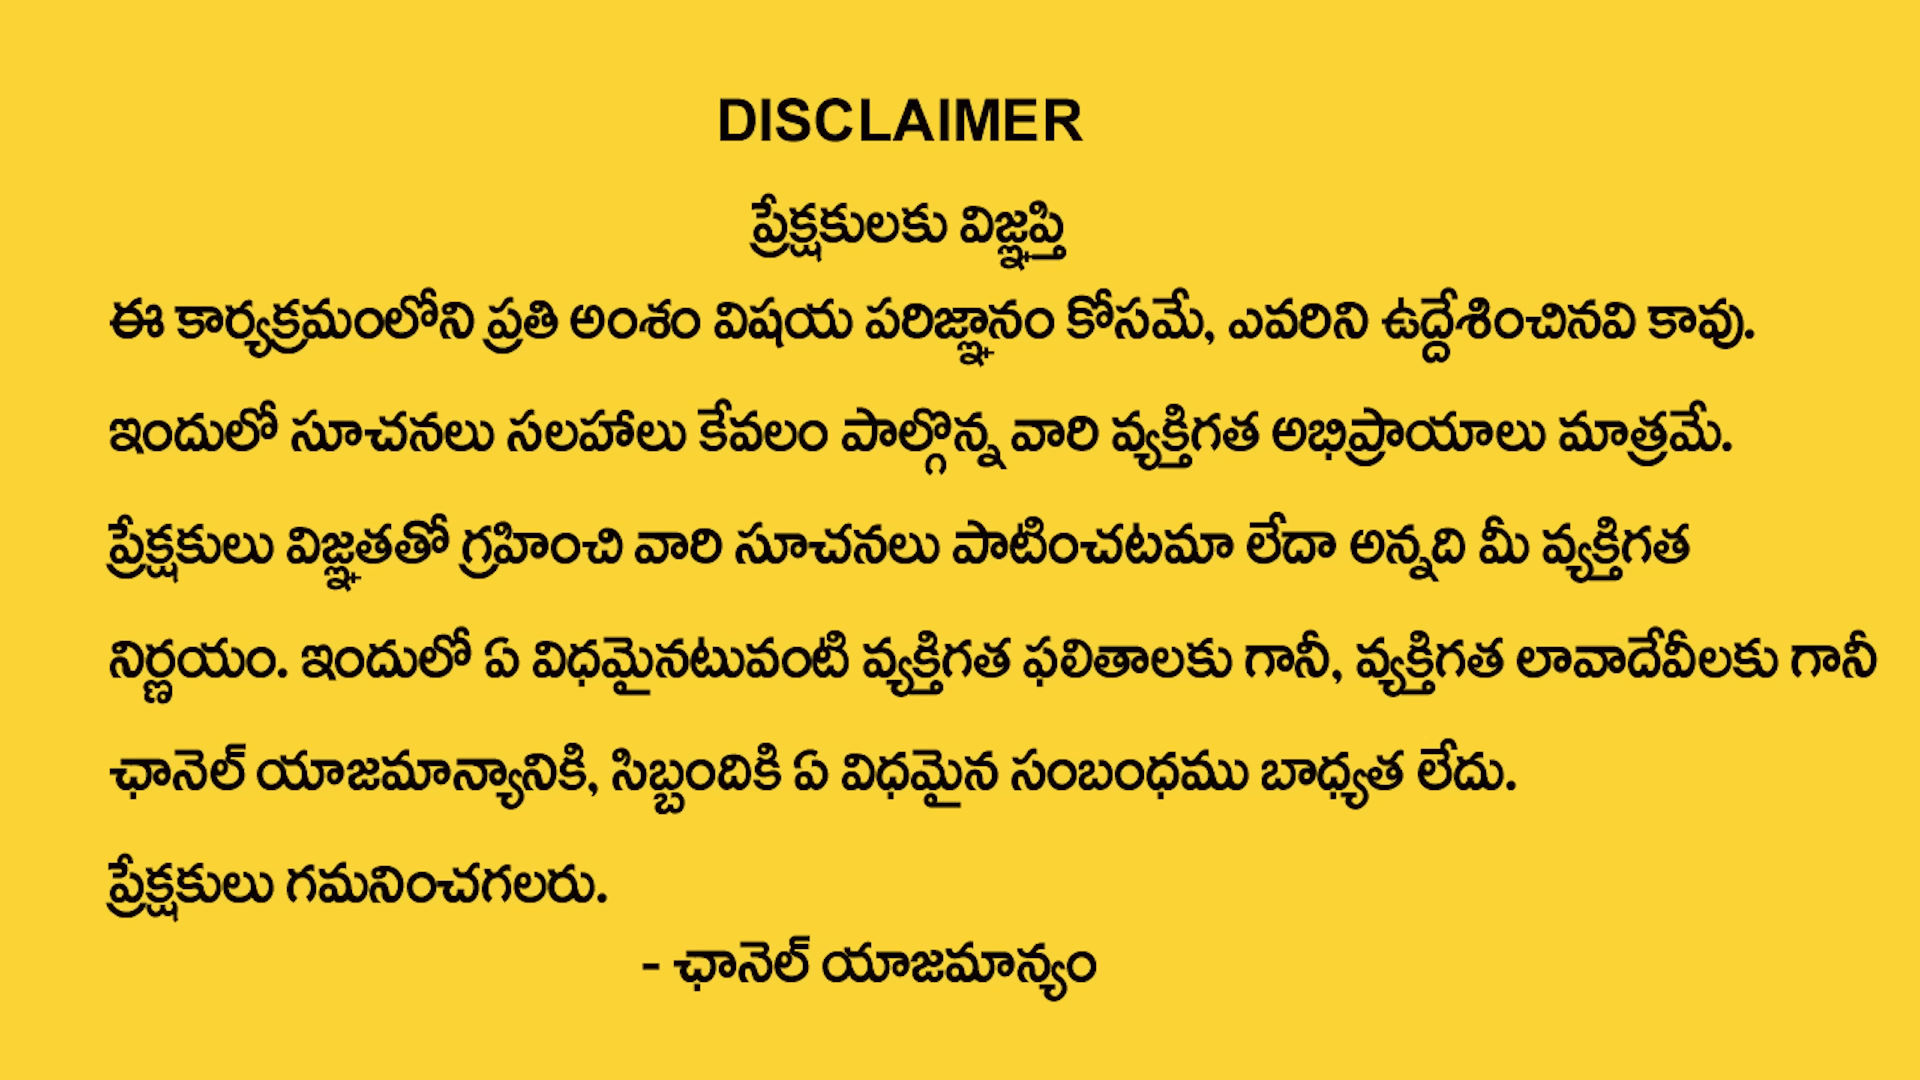 DISCLAIMER
ప్రేక్షకులకు విజ్ఞప్తి
ఈ కార్యక్రమంలోని ప్రతి అంశం విషయ పరిజ్ఞానం కోసమే, ఎవరిని ఉద్దేశించినవి కావు.
ఇందులో సూచనలు సలహాలు కేవలం పాల్గొన్న వారి వ్యక్తిగత అభిప్రాయాలు మాత్రమే.
ప్రేక్షకులు విజ్ఞతతో గ్రహించి వారి సూచనలు పాటించటమా లేదా అన్నది మీ వ్యక్తిగత
నిర్ణయం. ఇందులో ఏ విధమైనటువంటి వ్యక్తిగత ఫలితాలకు గానీ, వ్యక్తిగత లావాదేవీలకు గానీ
ఛానెల్ యాజమాన్యానికి, సిబ్బందికి ఏ విధమైన సంబంధము బాధ్యత లేదు.
ప్రేక్షకులు గమనించగలరు.
- ఛానెల్ యాజమాన్యం